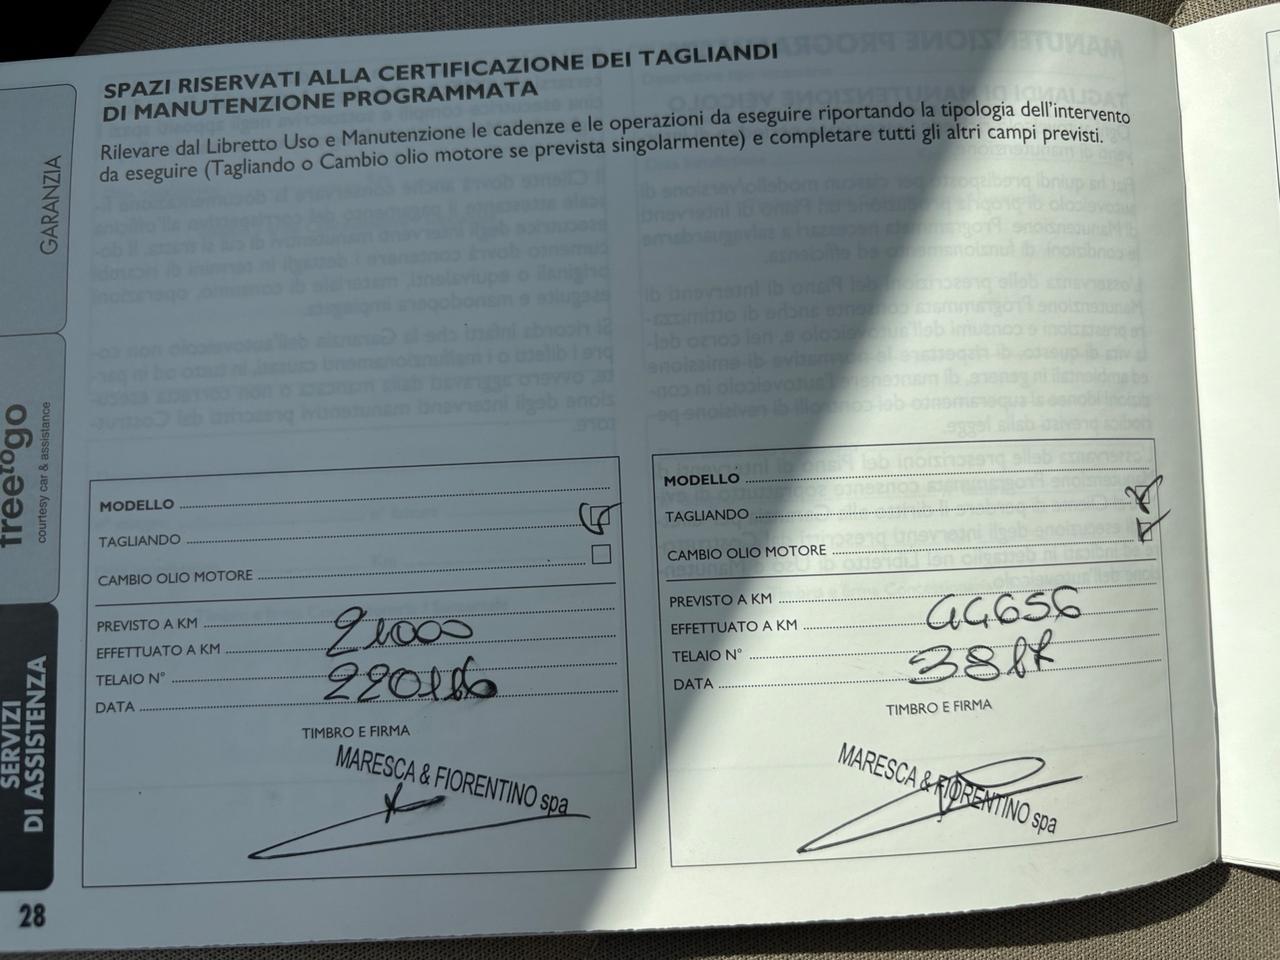 SPAZI RISERVATI ALLA CERTIFICAZIONE DEI TAGLIANDI
DI MANUTENZIONE PROGRAMMATA
Rilevare dal Libretto Uso e Manutenzione le cadenze e le operazioni da eseguire riportando la tipologia dell'intervento
da eseguire (Tagliando o Cambio olio motore se prevista singolarmente) e completare tutti gli altri campi previsti.
GARANZIA
freetogo
courtesy car & assistance
SERVIZI
DI ASSISTENZA
MODELLO
TAGLIANDO
CAMBIO OLIO MOTORE
PREVISTO A KM
EFFETTUATO A KM 21000
TELAIO N°
DATA
TIMBRO E FIRMA
MARESCA & FIORENTINO spa
MODELLO
TAGLIANDO
CAMBIO OLIO MOTORE
PREVISTO A KM
EFFETTUATO A KM 44656
TELAIO N°
DATA
TIMBRO E FIRMA
MARESCA & FIORENTINO spa
28